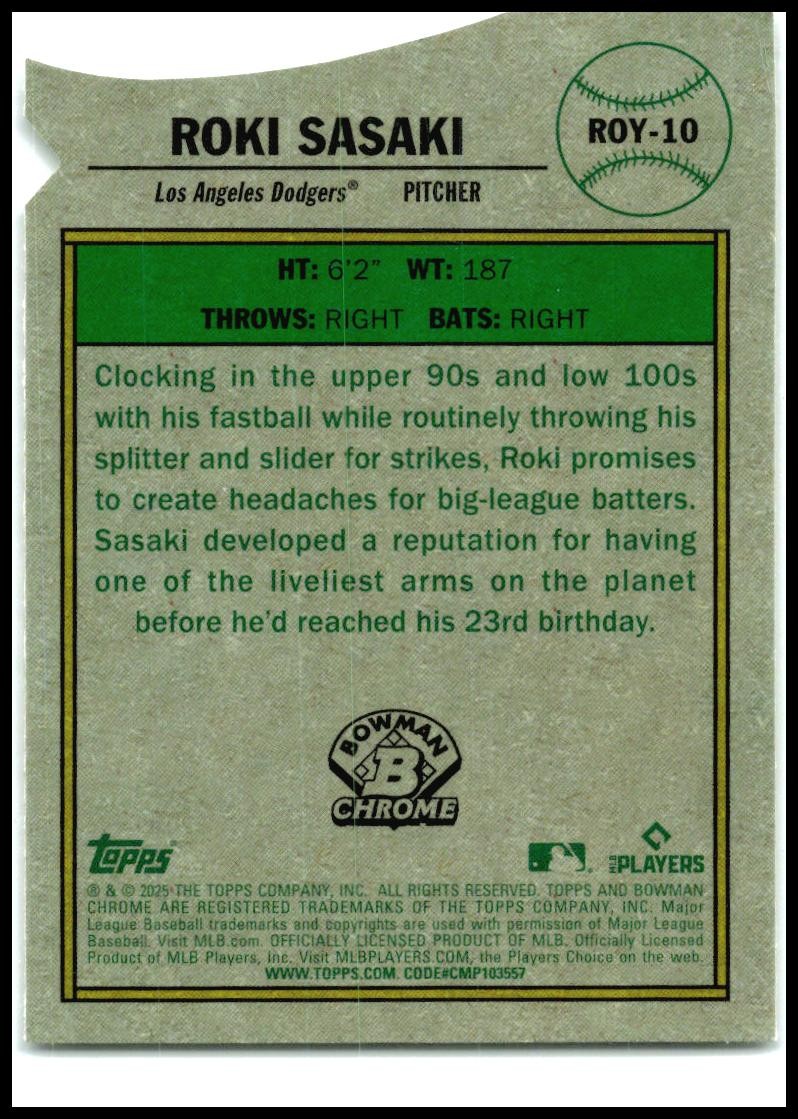 ROKI SASAKI
ROY-10
Los Angeles Dodgers® PITCHER
HT: 6'2" WT: 187
THROWS: RIGHT BATS: RIGHT
Clocking in the upper 90s and low 100s
with his fastball while routinely throwing his
splitter and slider for strikes, Roki promises
to create headaches for big-league batters.
Sasaki developed a reputation for having
one of the liveliest arms on the planet
before he'd reached his 23rd birthday.
BOWMAN
B
CHROME
Topps
MLB PLAYERS
® & © 2025 THE TOPPS COMPANY, INC. ALL RIGHTS RESERVED. TOPPS AND BOWMAN
CHROME ARE REGISTERED TRADEMARKS OF THE TOPPS COMPANY, INC. Major
League Baseball trademarks and copyrights are used with permission of Major League
Baseball. Visit MLB.com. OFFICIALLY LICENSED PRODUCT OF MLB. Officially Licensed
Product of MLB Players, Inc. Visit MLBPLAYERS.COM, the Players Choice on the web.
WWW.TOPPS.COM. CODE#CMP103557